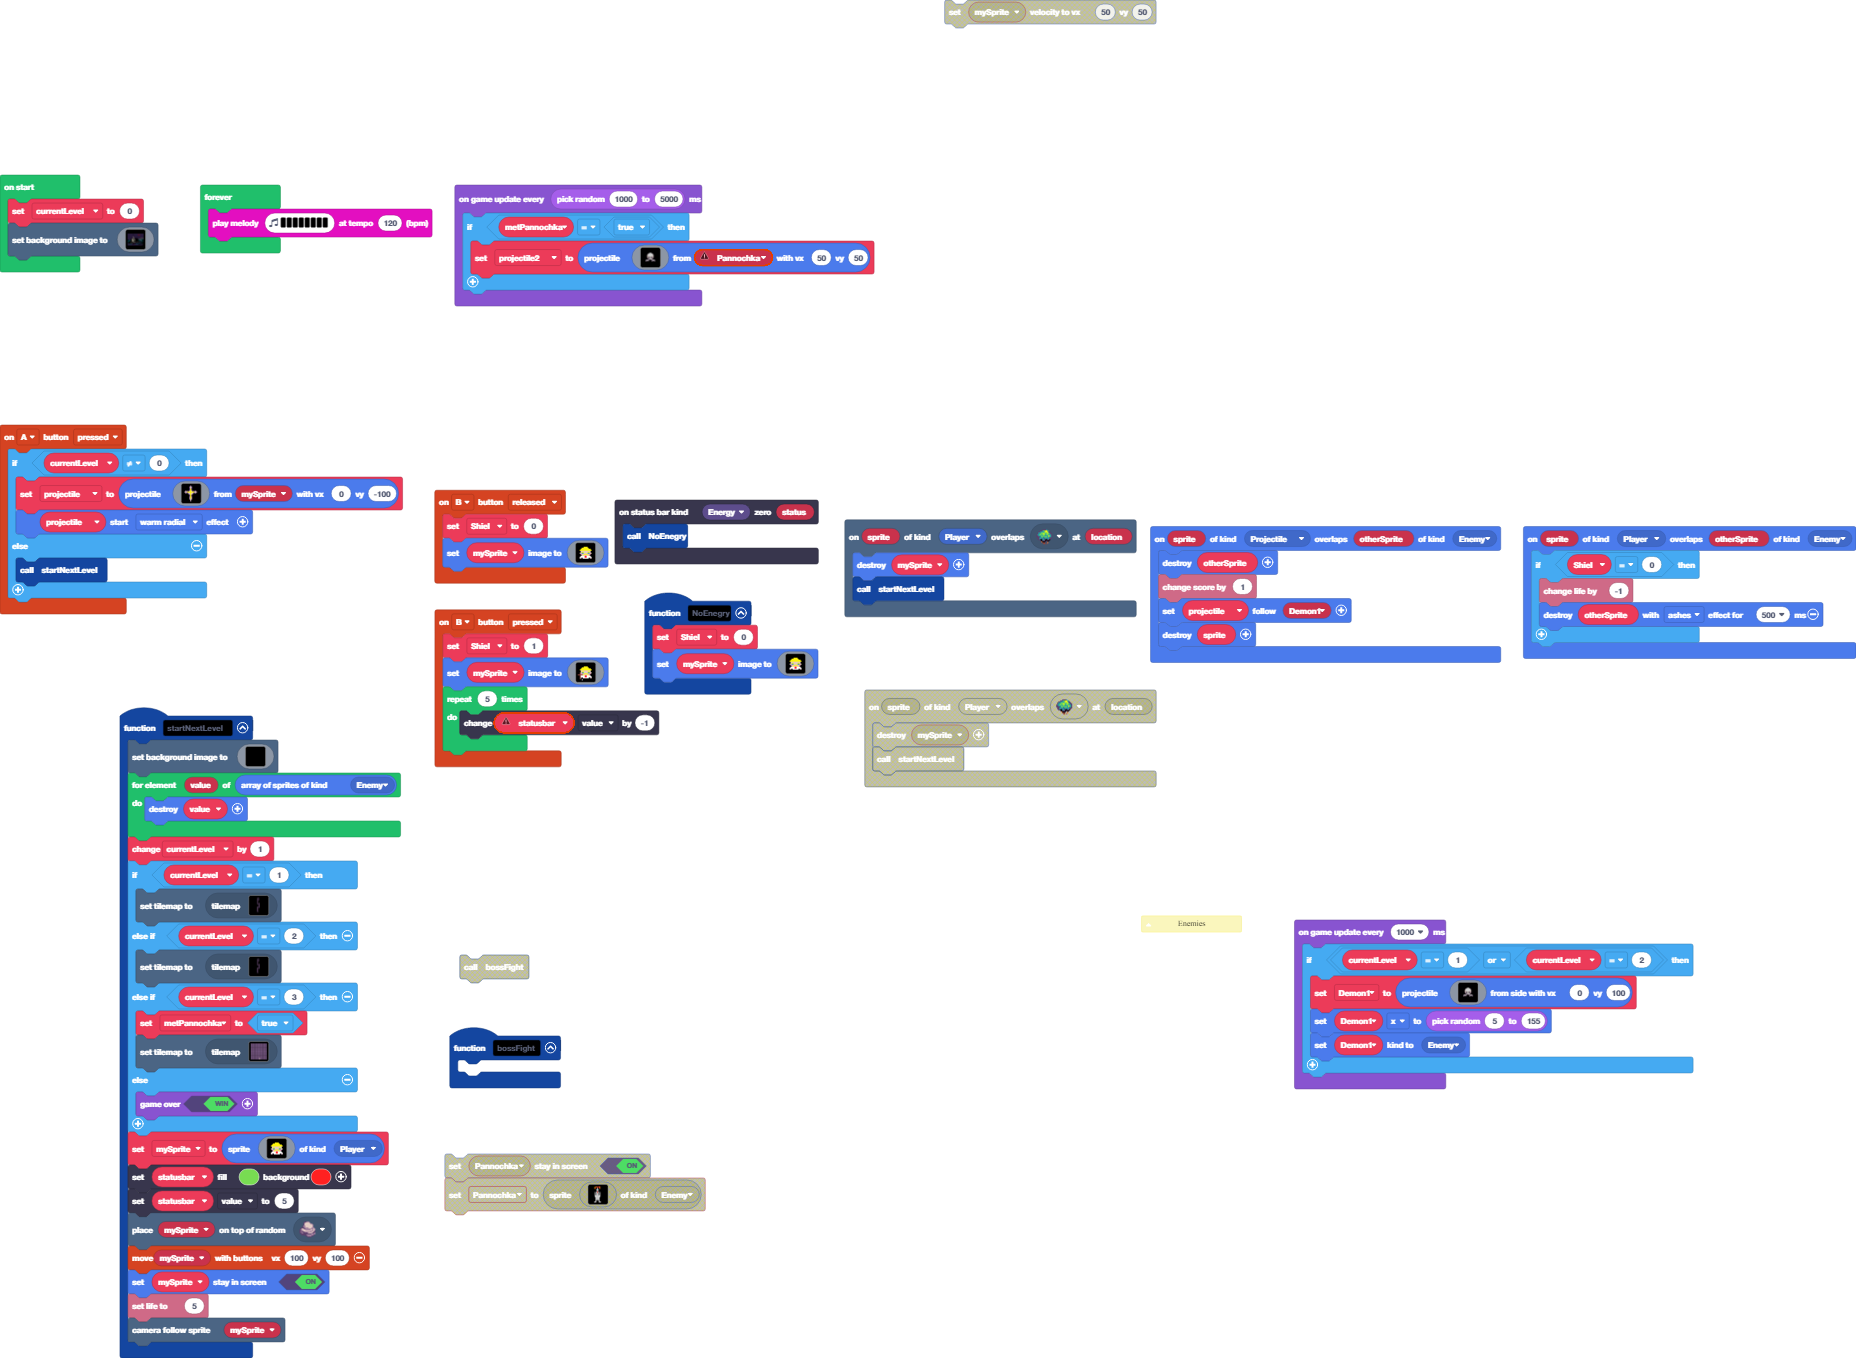 set mySprite velocity to vx 50 vy 50
on start
set currentLevel to 0
set background image to
forever
play melody at tempo 120 (bpm)
on game update every pick random 1000 to 5000 ms
if metPannochka = true then
set projectile2 to projectile from Pannochka with vx 50 vy 50
on A button pressed
if currentLevel ≠ 0 then
set projectile to projectile from mySprite with vx 0 vy -100
projectile start warm radial effect
else
call startNextLevel
on B button released
set Shiel to 0
set mySprite image to
on status bar kind Energy zero status
call NoEnegry
on B button pressed
set Shiel to 1
set mySprite image to
repeat 5 times
do change statusbar value by -1
function NoEnegry
set Shiel to 0
set mySprite image to
on sprite of kind Player overlaps at location
destroy mySprite
call startNextLevel
on sprite of kind Projectile overlaps otherSprite of kind Enemy
destroy otherSprite
change score by 1
set projectile follow Demon1
destroy sprite
on sprite of kind Player overlaps otherSprite of kind Enemy
if Shiel = 0 then
change life by -1
destroy otherSprite with ashes effect for 500 ms
on sprite of kind Player overlaps at location
destroy mySprite
call startNextLevel
function startNextLevel
set background image to
for element value of array of sprites of kind Enemy
do destroy value
change currentLevel by 1
if currentLevel = 1 then
set tilemap to tilemap
else if currentLevel = 2 then
set tilemap to tilemap
else if currentLevel = 3 then
set metPannochka to true
set tilemap to tilemap
else
game over WIN
set mySprite to sprite of kind Player
set statusbar fill background
set statusbar value to 5
place mySprite on top of random
move mySprite with buttons vx 100 vy 100
set mySprite stay in screen ON
set life to 5
camera follow sprite mySprite
call bossFight
function bossFight
set Pannochka stay in screen ON
set Pannochka to sprite of kind Enemy
Enemies
on game update every 1000 ms
if currentLevel = 1 or currentLevel = 2 then
set Demon1 to projectile from side with vx 0 vy 100
set Demon1 x to pick random 5 to 155
set Demon1 kind to Enemy